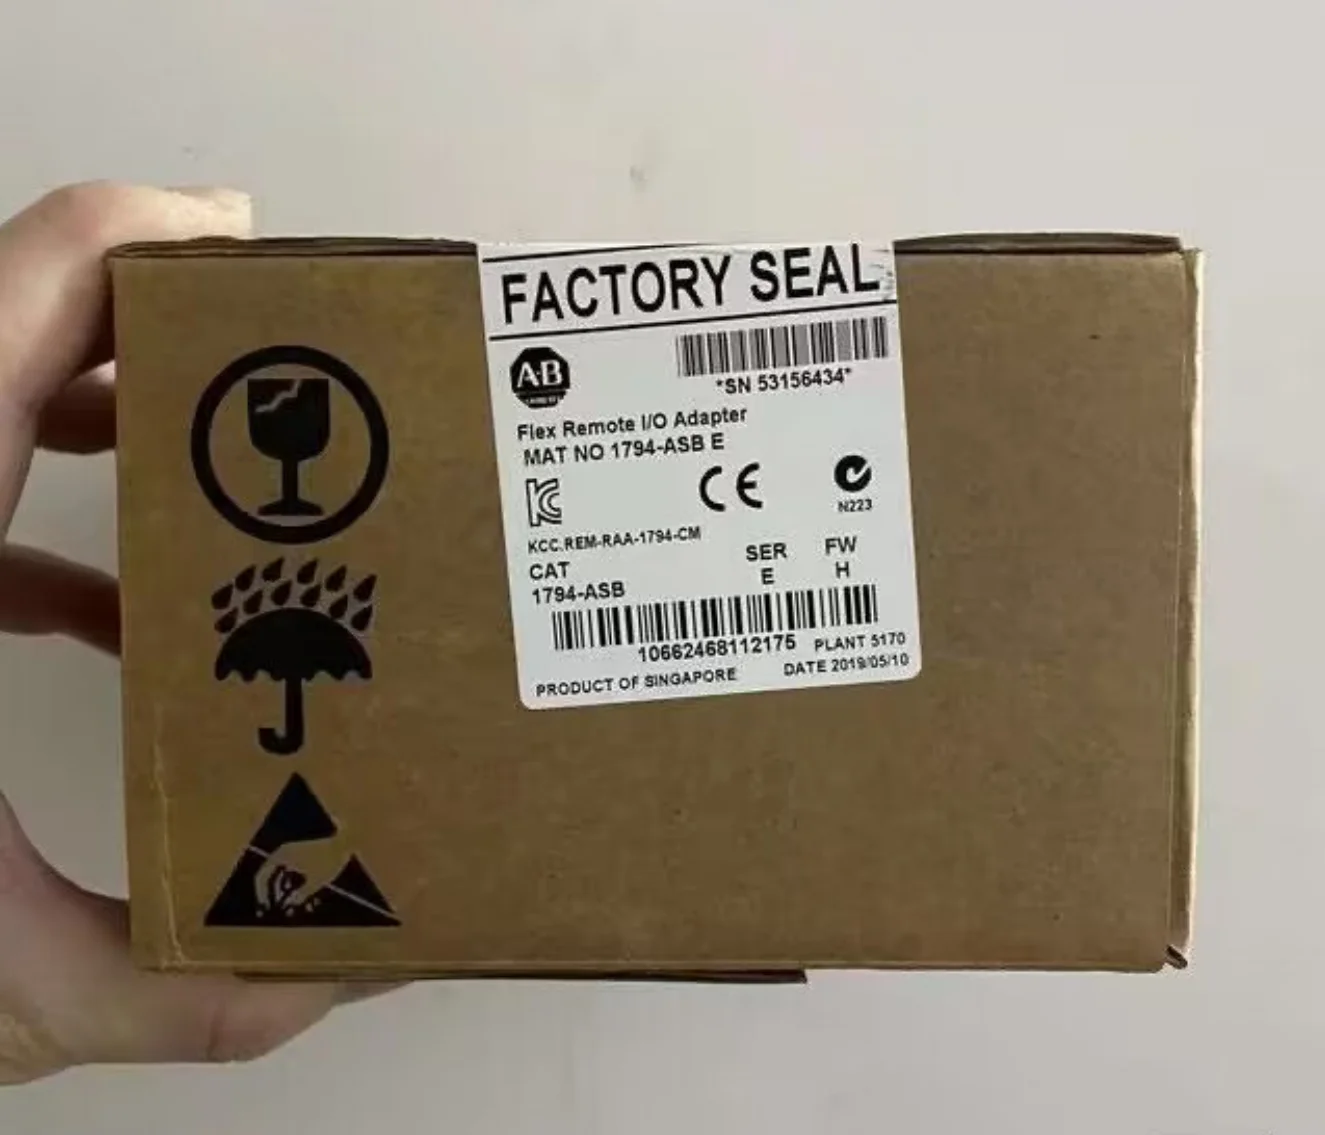 FACTORY SEAL
A-B
*SN 53156434*
Flex Remote I/O Adapter
MAT NO 1794-ASB E
CE
N223
KCC.REM-RAA-1794-CM
CAT SER FW
1794-ASB E H
10662468112175 PLANT 5170
PRODUCT OF SINGAPORE DATE 2019/05/10